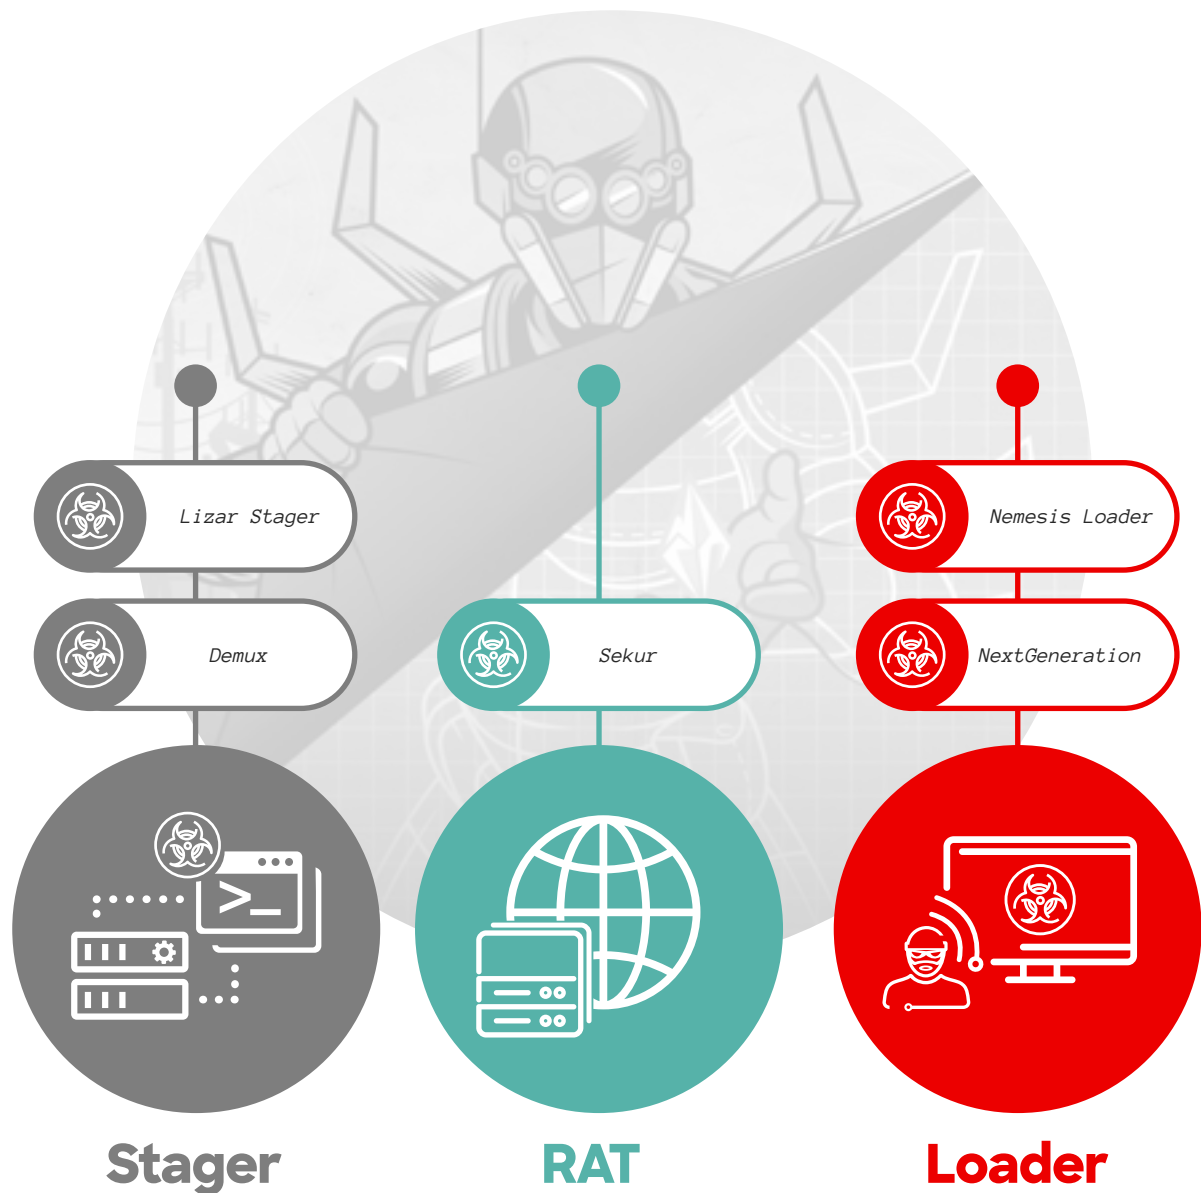 Lizar Stager
Demux
Stager
Sekur
RAT
Nemesis Loader
NextGeneration
Loader